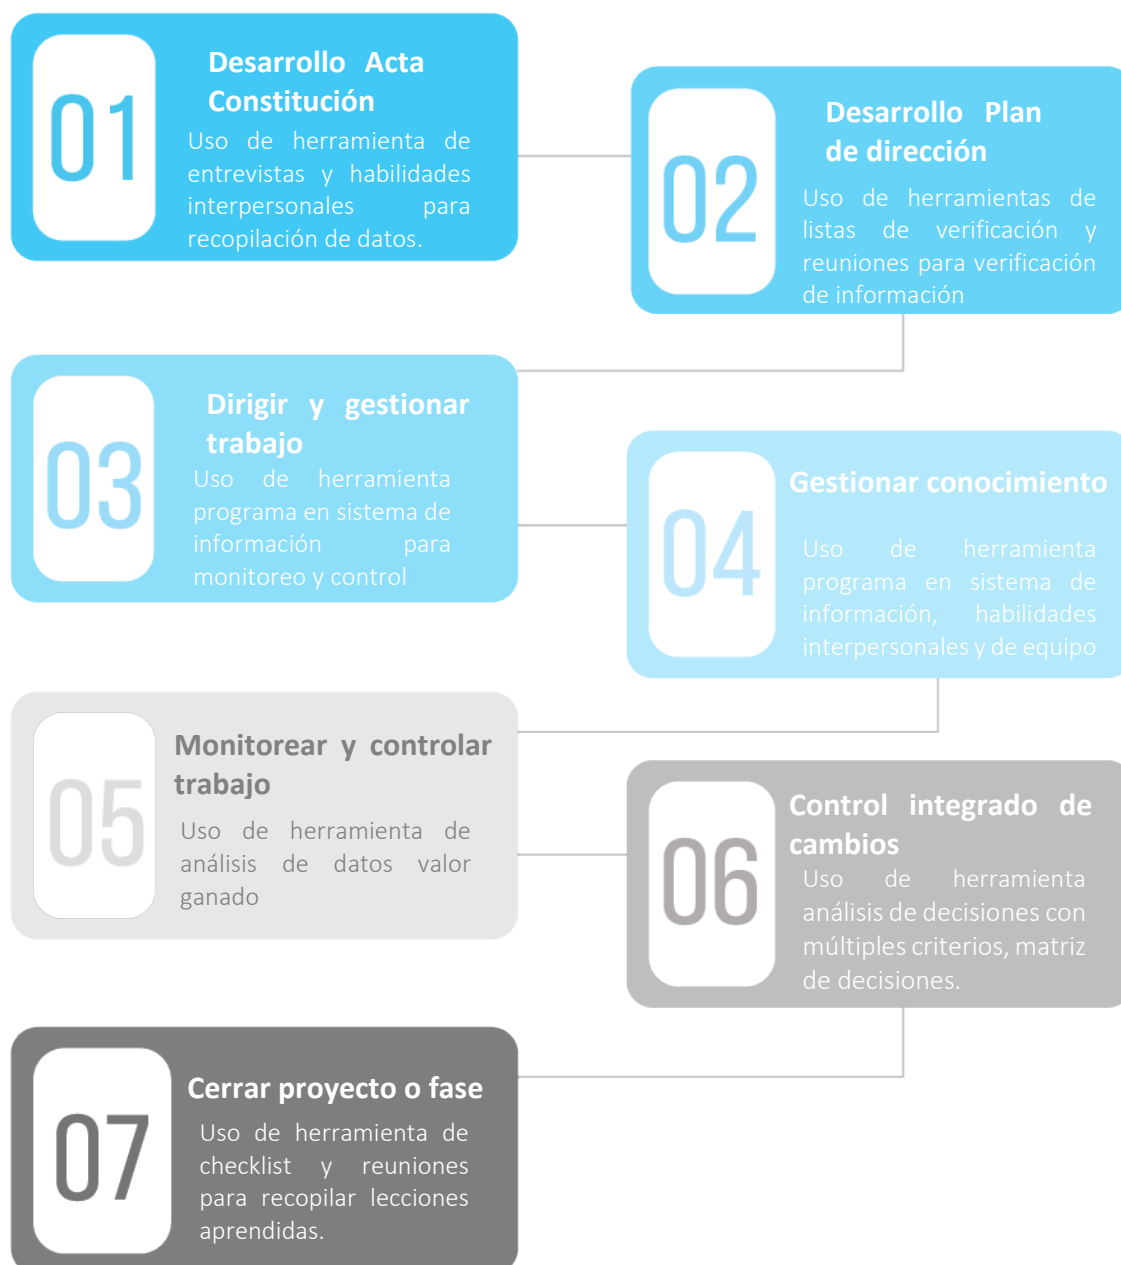 01
Desarrollo Acta
Constitución
Uso de herramienta de
entrevistas y habilidades
interpersonales para
recopilación de datos.
02
Desarrollo Plan
de dirección
Uso de herramientas de
listas de verificación y
reuniones para verificación
de información
03
Dirigir y gestionar
trabajo
Uso de herramienta
programa en sistema de
información para
monitoreo y control
04
Gestionar conocimiento
Uso de herramienta
programa en sistema de
información, habilidades
interpersonales y de equipo
05
Monitorear y controlar
trabajo
Uso de herramienta de
análisis de datos valor
ganado
06
Control integrado de
cambios
Uso de herramienta
análisis de decisiones con
múltiples criterios, matriz
de decisiones.
07
Cerrar proyecto o fase
Uso de herramienta de
checklist y reuniones
para recopilar lecciones
aprendidas.